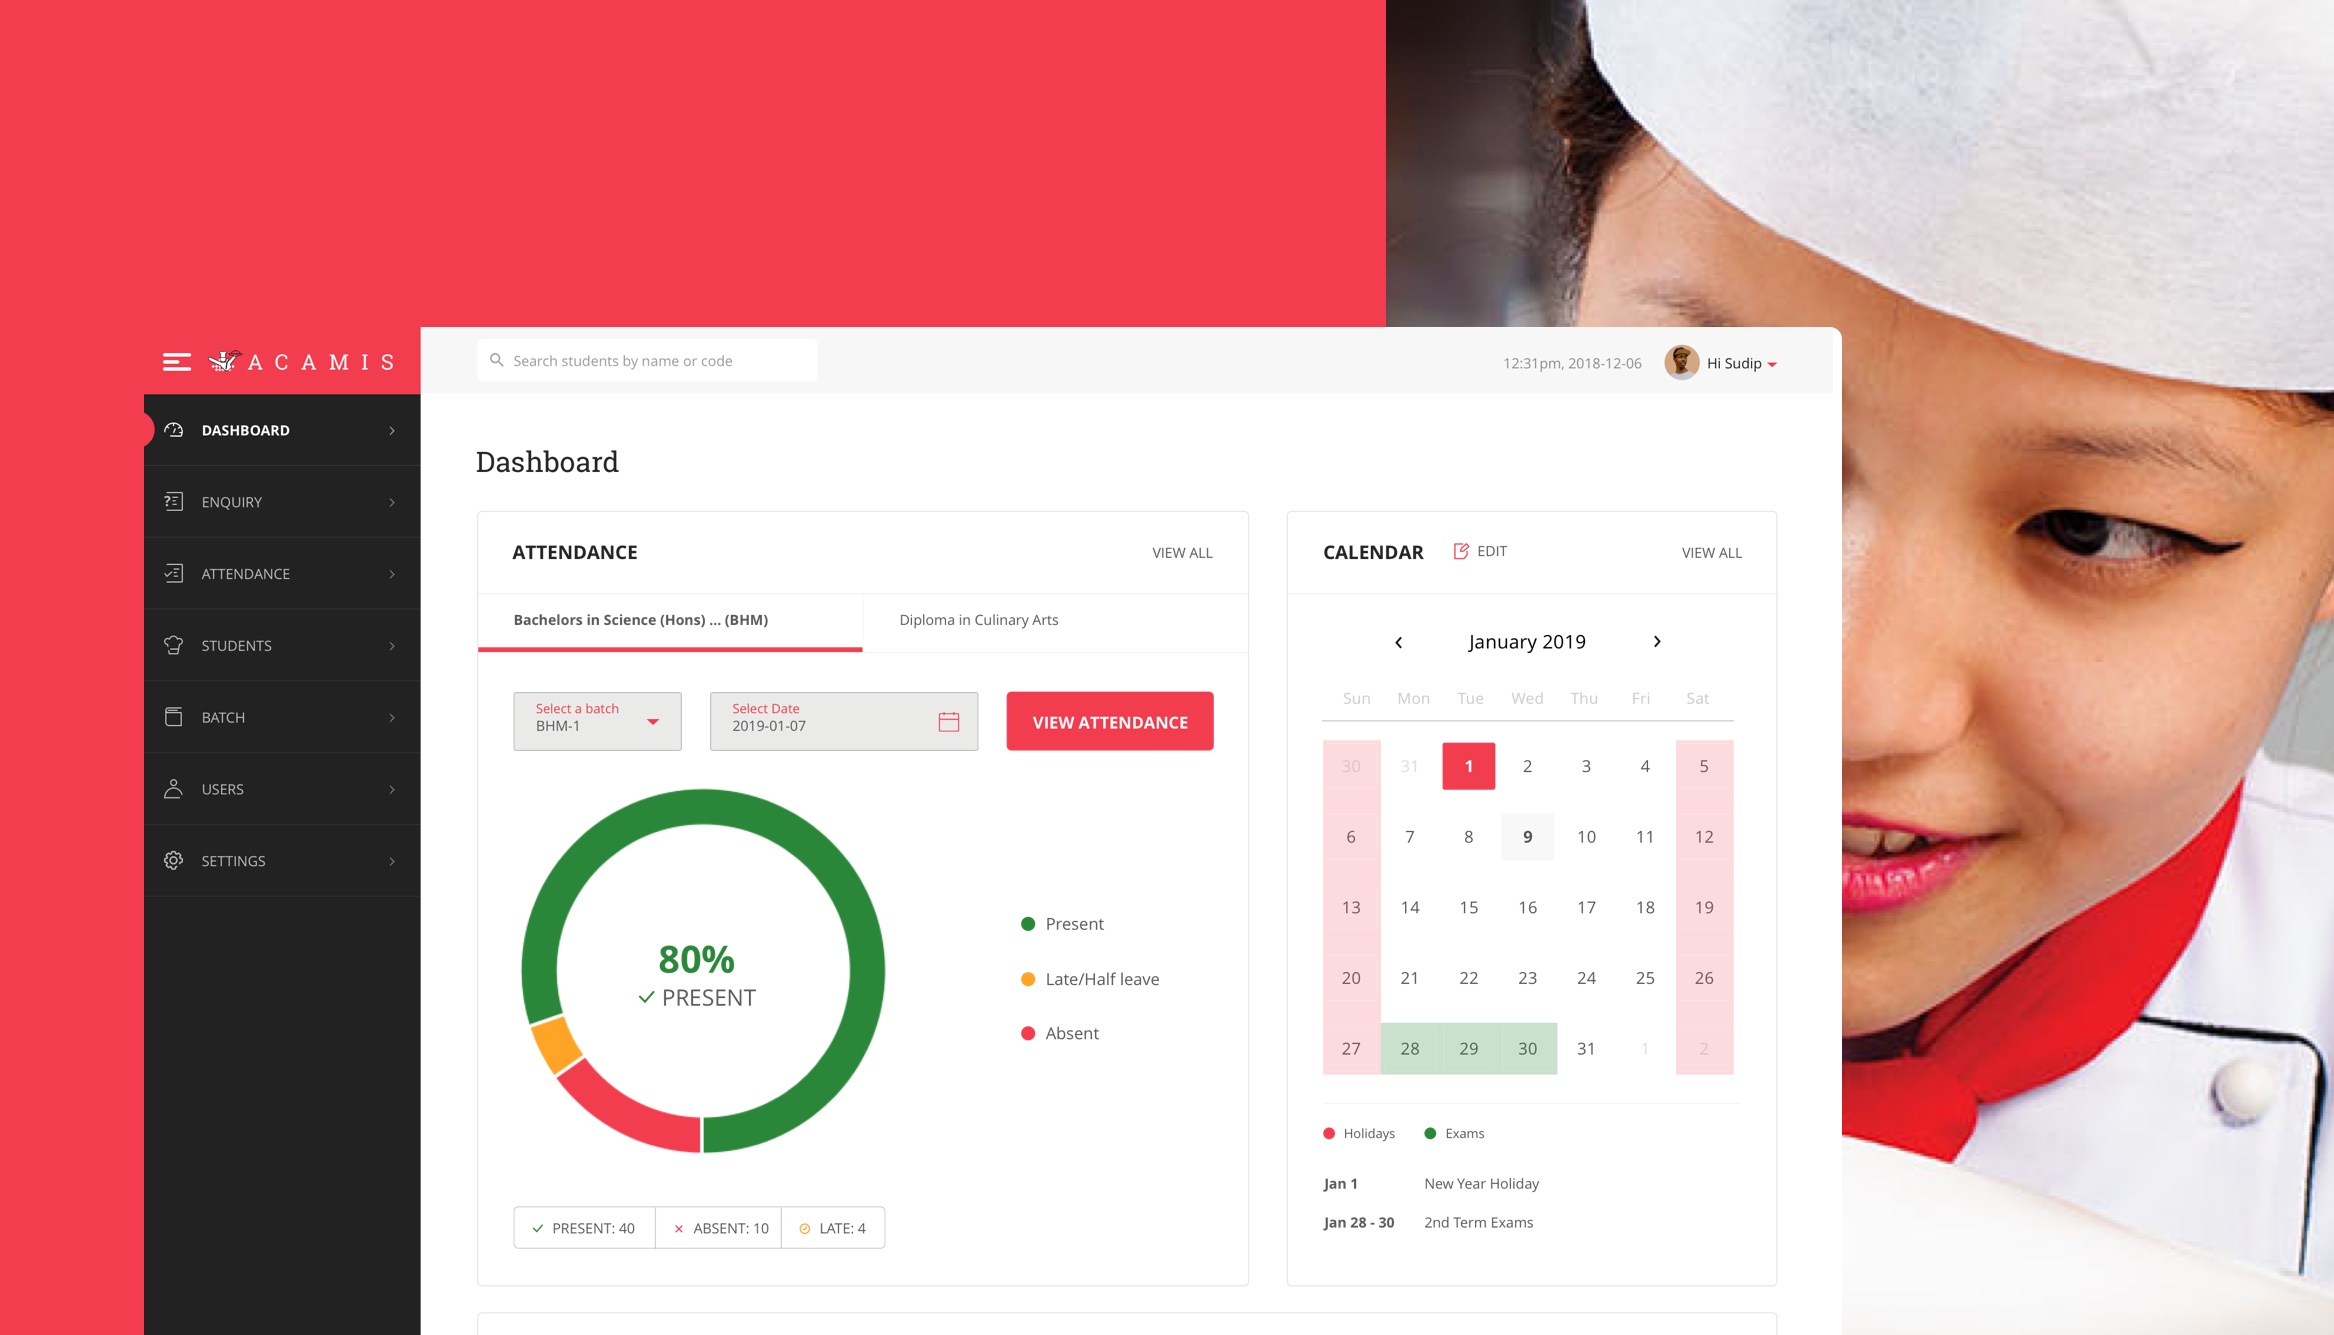 ACAMIS
Search students by name or code
12:31pm, 2018-12-06
Hi Sudip
DASHBOARD
ENQUIRY
ATTENDANCE
STUDENTS
BATCH
USERS
SETTINGS
Dashboard
ATTENDANCE
VIEW ALL
Bachelors in Science (Hons) ... (BHM)
Diploma in Culinary Arts
Select a batch
BHM-1
Select Date
2019-01-07
VIEW ATTENDANCE
80%
PRESENT
Present
Late/Half leave
Absent
PRESENT: 40
ABSENT: 10
LATE: 4
CALENDAR
EDIT
VIEW ALL
January 2019
Sun Mon Tue Wed Thu Fri Sat
30 31 1 2 3 4 5
6 7 8 9 10 11 12
13 14 15 16 17 18 19
20 21 22 23 24 25 26
27 28 29 30 31 1 2
Holidays
Exams
Jan 1 New Year Holiday
Jan 28 - 30 2nd Term Exams